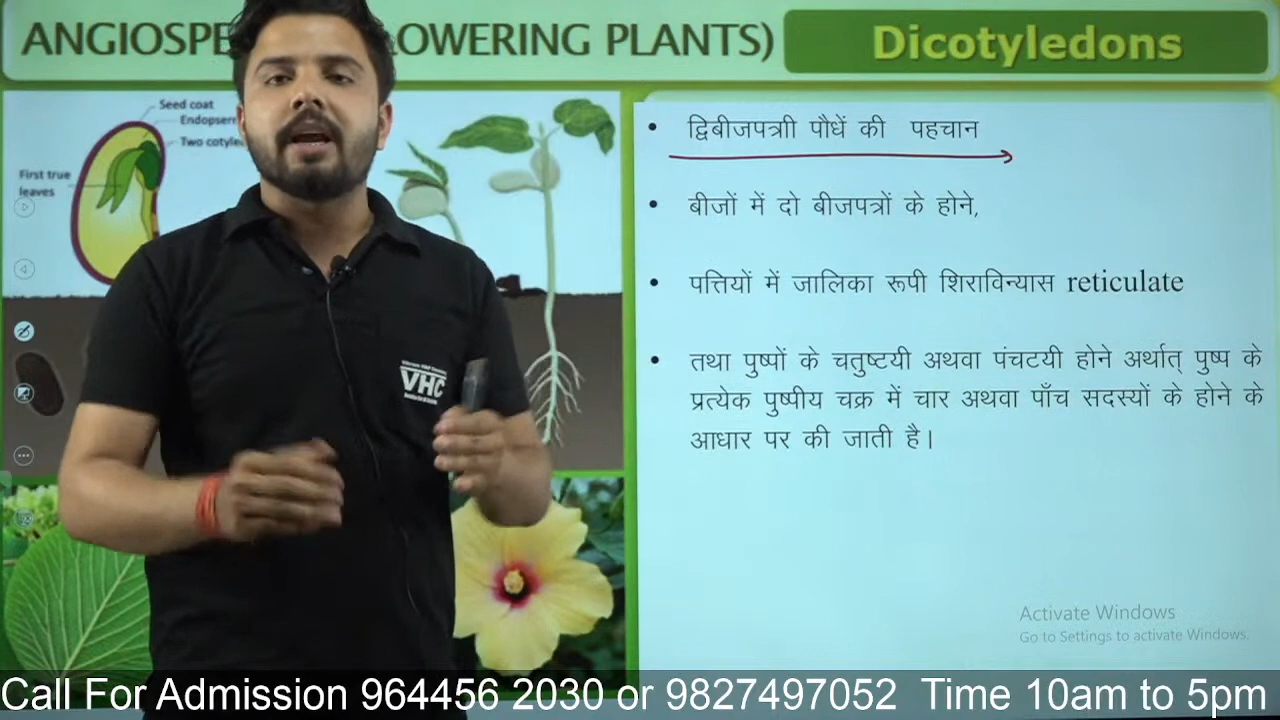 ANGIOSPE LOWERING PLANTS)
Dicotyledons
Seed coat
Endosperm
Two cotyle
First true
leaves
• द्विबीजपत्राी पौधें की पहचान
• बीजों में दो बीजपत्रों के होने,
• पत्तियों में जालिका रूपी शिराविन्यास reticulate
• तथा पुष्पों के चतुष्टयी अथवा पंचटयी होने अर्थात् पुष्प के
प्रत्येक पुष्पीय चक्र में चार अथवा पाँच सदस्यों के होने के
आधार पर की जाती है।
VHC
Activate Windows
Go to Settings to activate Windows.
Call For Admission 964456 2030 or 9827497052 Time 10am to 5pm